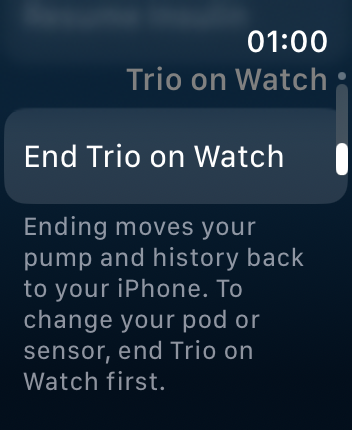 01:00
Trio on Watch
End Trio on Watch
Ending moves your
pump and history back
to your iPhone. To
change your pod or
sensor, end Trio on
Watch first.